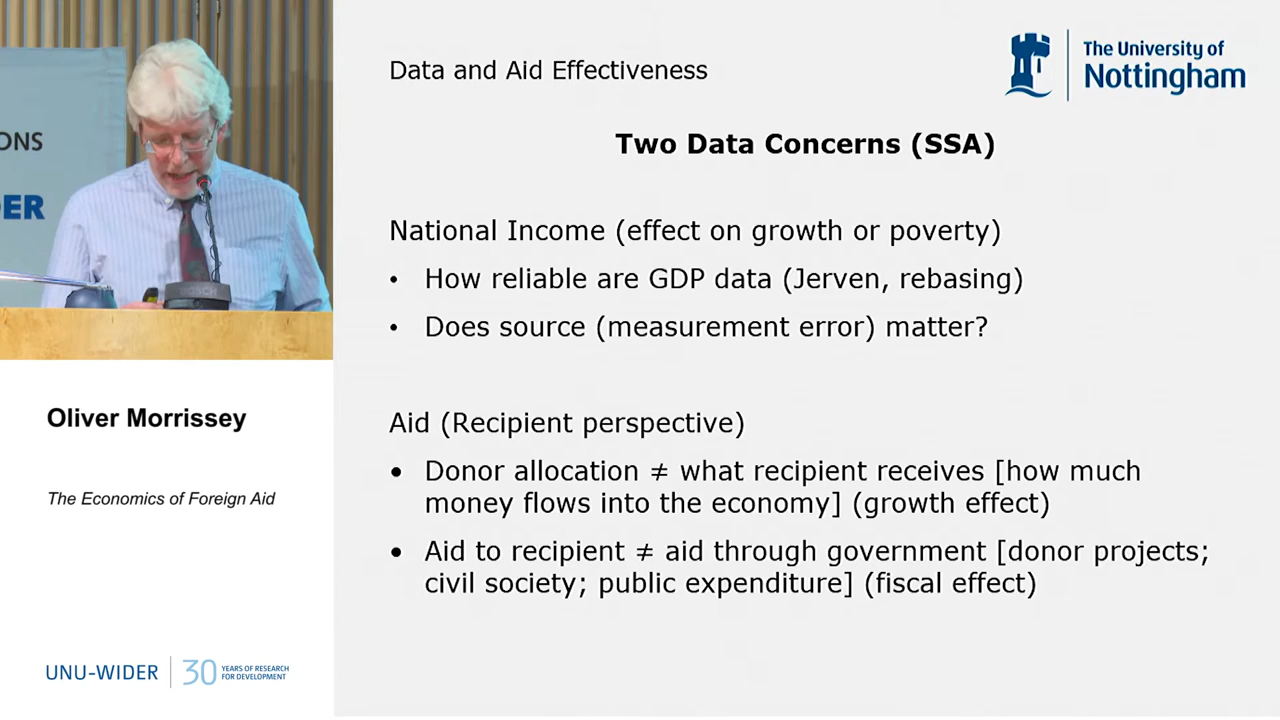 ONS
DER
Data and Aid Effectiveness
The University of
Nottingham
Two Data Concerns (SSA)
National Income (effect on growth or poverty)
• How reliable are GDP data (Jerven, rebasing)
• Does source (measurement error) matter?
Aid (Recipient perspective)
• Donor allocation ≠ what recipient receives [how much
money flows into the economy] (growth effect)
• Aid to recipient ≠ aid through government [donor projects;
civil society; public expenditure] (fiscal effect)
Oliver Morrissey
The Economics of Foreign Aid
UNU-WIDER
30 YEARS OF RESEARCH
FOR DEVELOPMENT